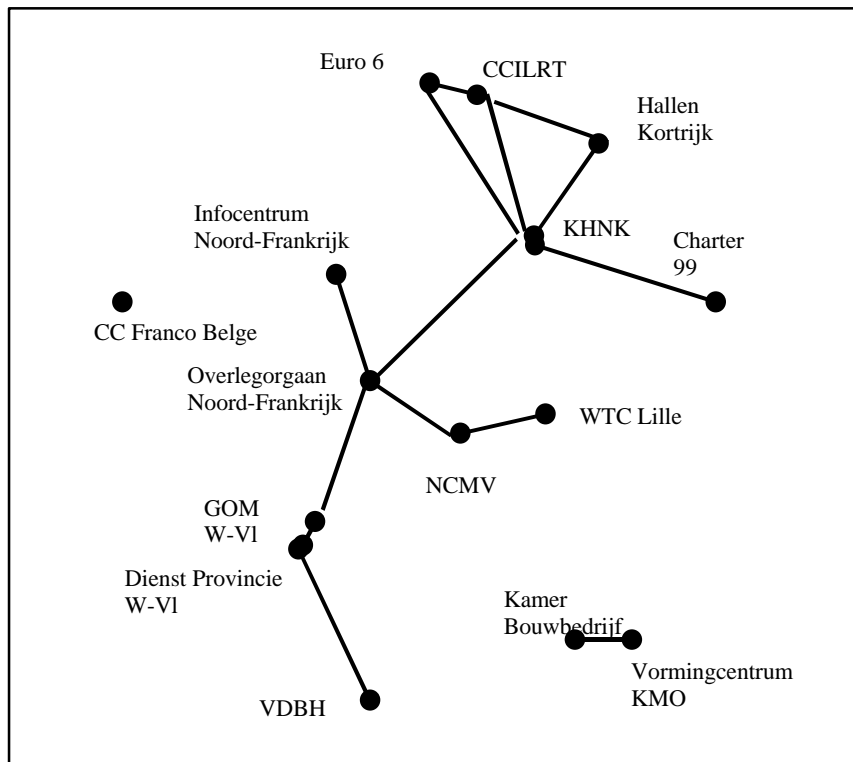 Euro 6
CCILRT
Hallen
Kortrijk
Infocentrum
Noord-Frankrijk
KHNK
Charter
99
CC Franco Belge
Overlegorgaan
Noord-Frankrijk
WTC Lille
NCMV
GOM
W-Vl
Dienst Provincie
W-Vl
Kamer
Bouwbedrijf
Vormingcentrum
KMO
VDBH